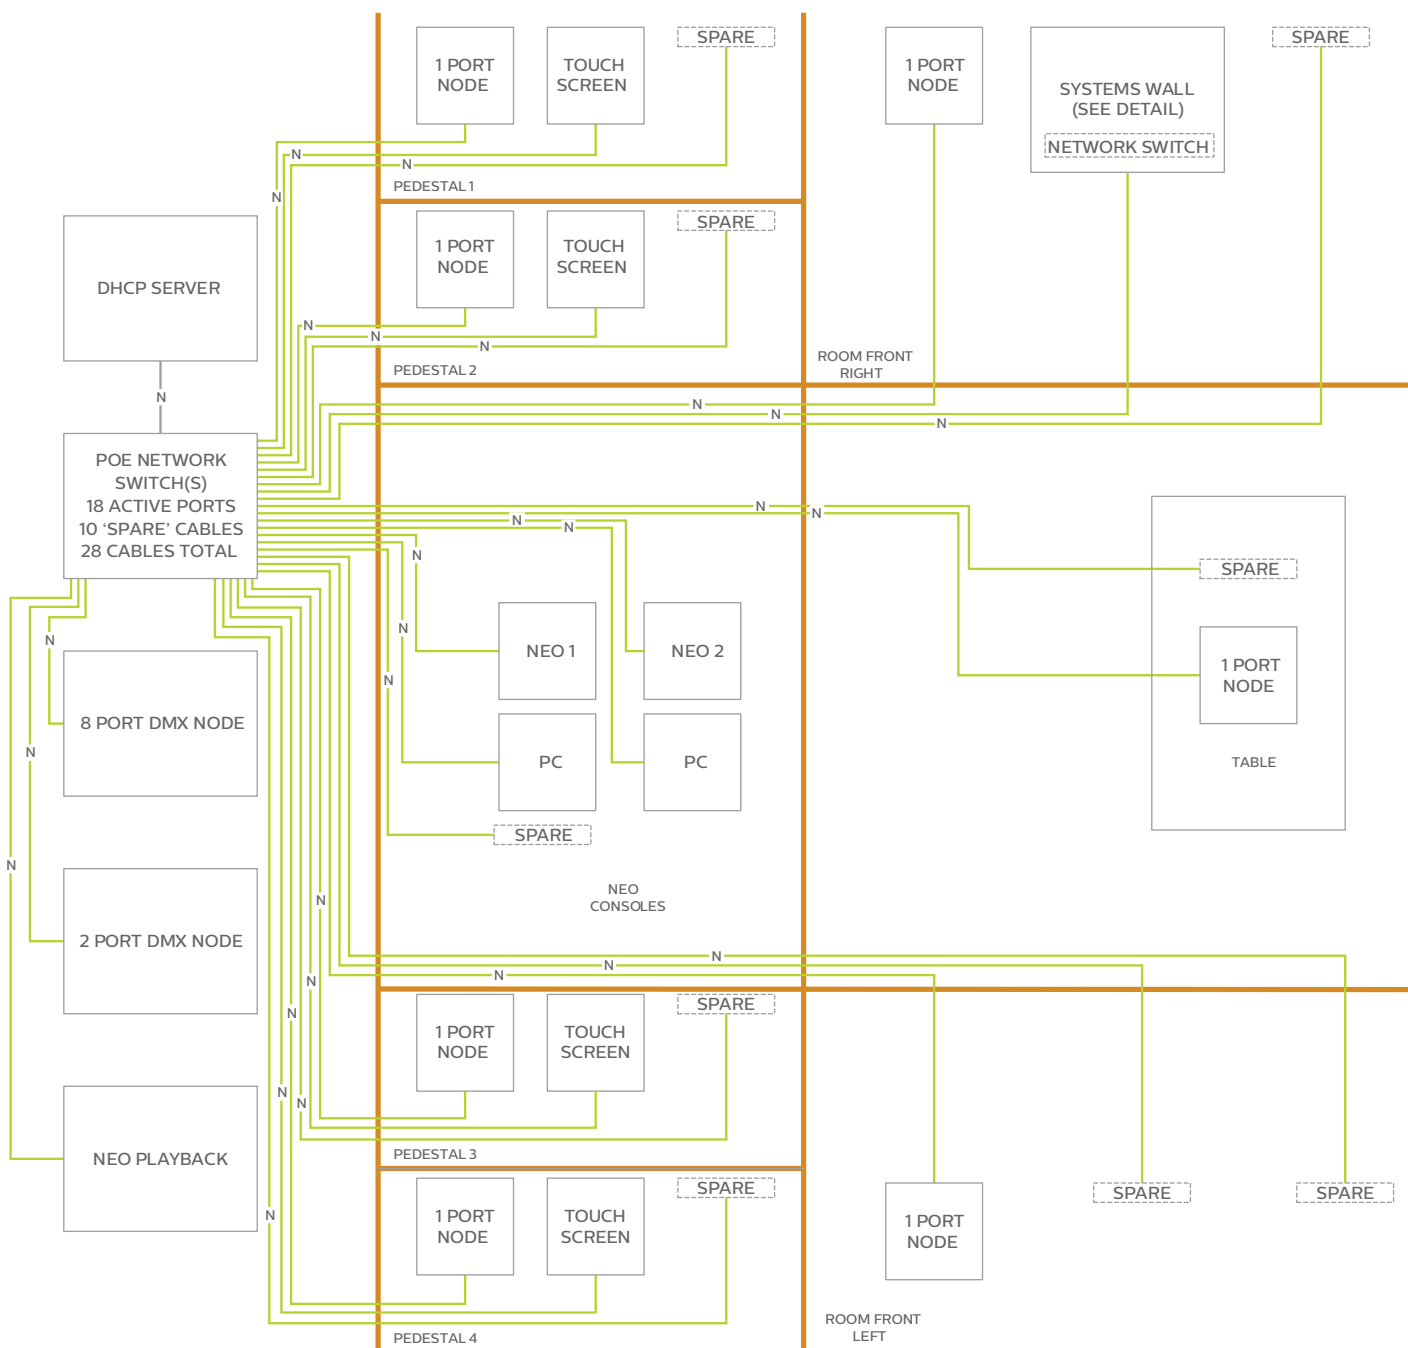 1 PORT
NODE
TOUCH
SCREEN
SPARE
N
N
N
PEDESTAL 1
1 PORT
NODE
TOUCH
SCREEN
SPARE
N
N
N
PEDESTAL 2
1 PORT
NODE
SYSTEMS WALL
(SEE DETAIL)
NETWORK SWITCH
SPARE
ROOM FRONT
RIGHT
N
N
N
DHCP SERVER
N
POE NETWORK
SWITCH(S)
18 ACTIVE PORTS
10 ‘SPARE’ CABLES
28 CABLES TOTAL
N
N
N
N
N
N
N
NEO 1
NEO 2
PC
PC
SPARE
NEO
CONSOLES
SPARE
1 PORT
NODE
TABLE
N
8 PORT DMX NODE
N
2 PORT DMX NODE
N
NEO PLAYBACK
N
N
N
N
N
N
N
N
N
1 PORT
NODE
TOUCH
SCREEN
SPARE
PEDESTAL 3
1 PORT
NODE
TOUCH
SCREEN
SPARE
PEDESTAL 4
1 PORT
NODE
SPARE
SPARE
ROOM FRONT
LEFT